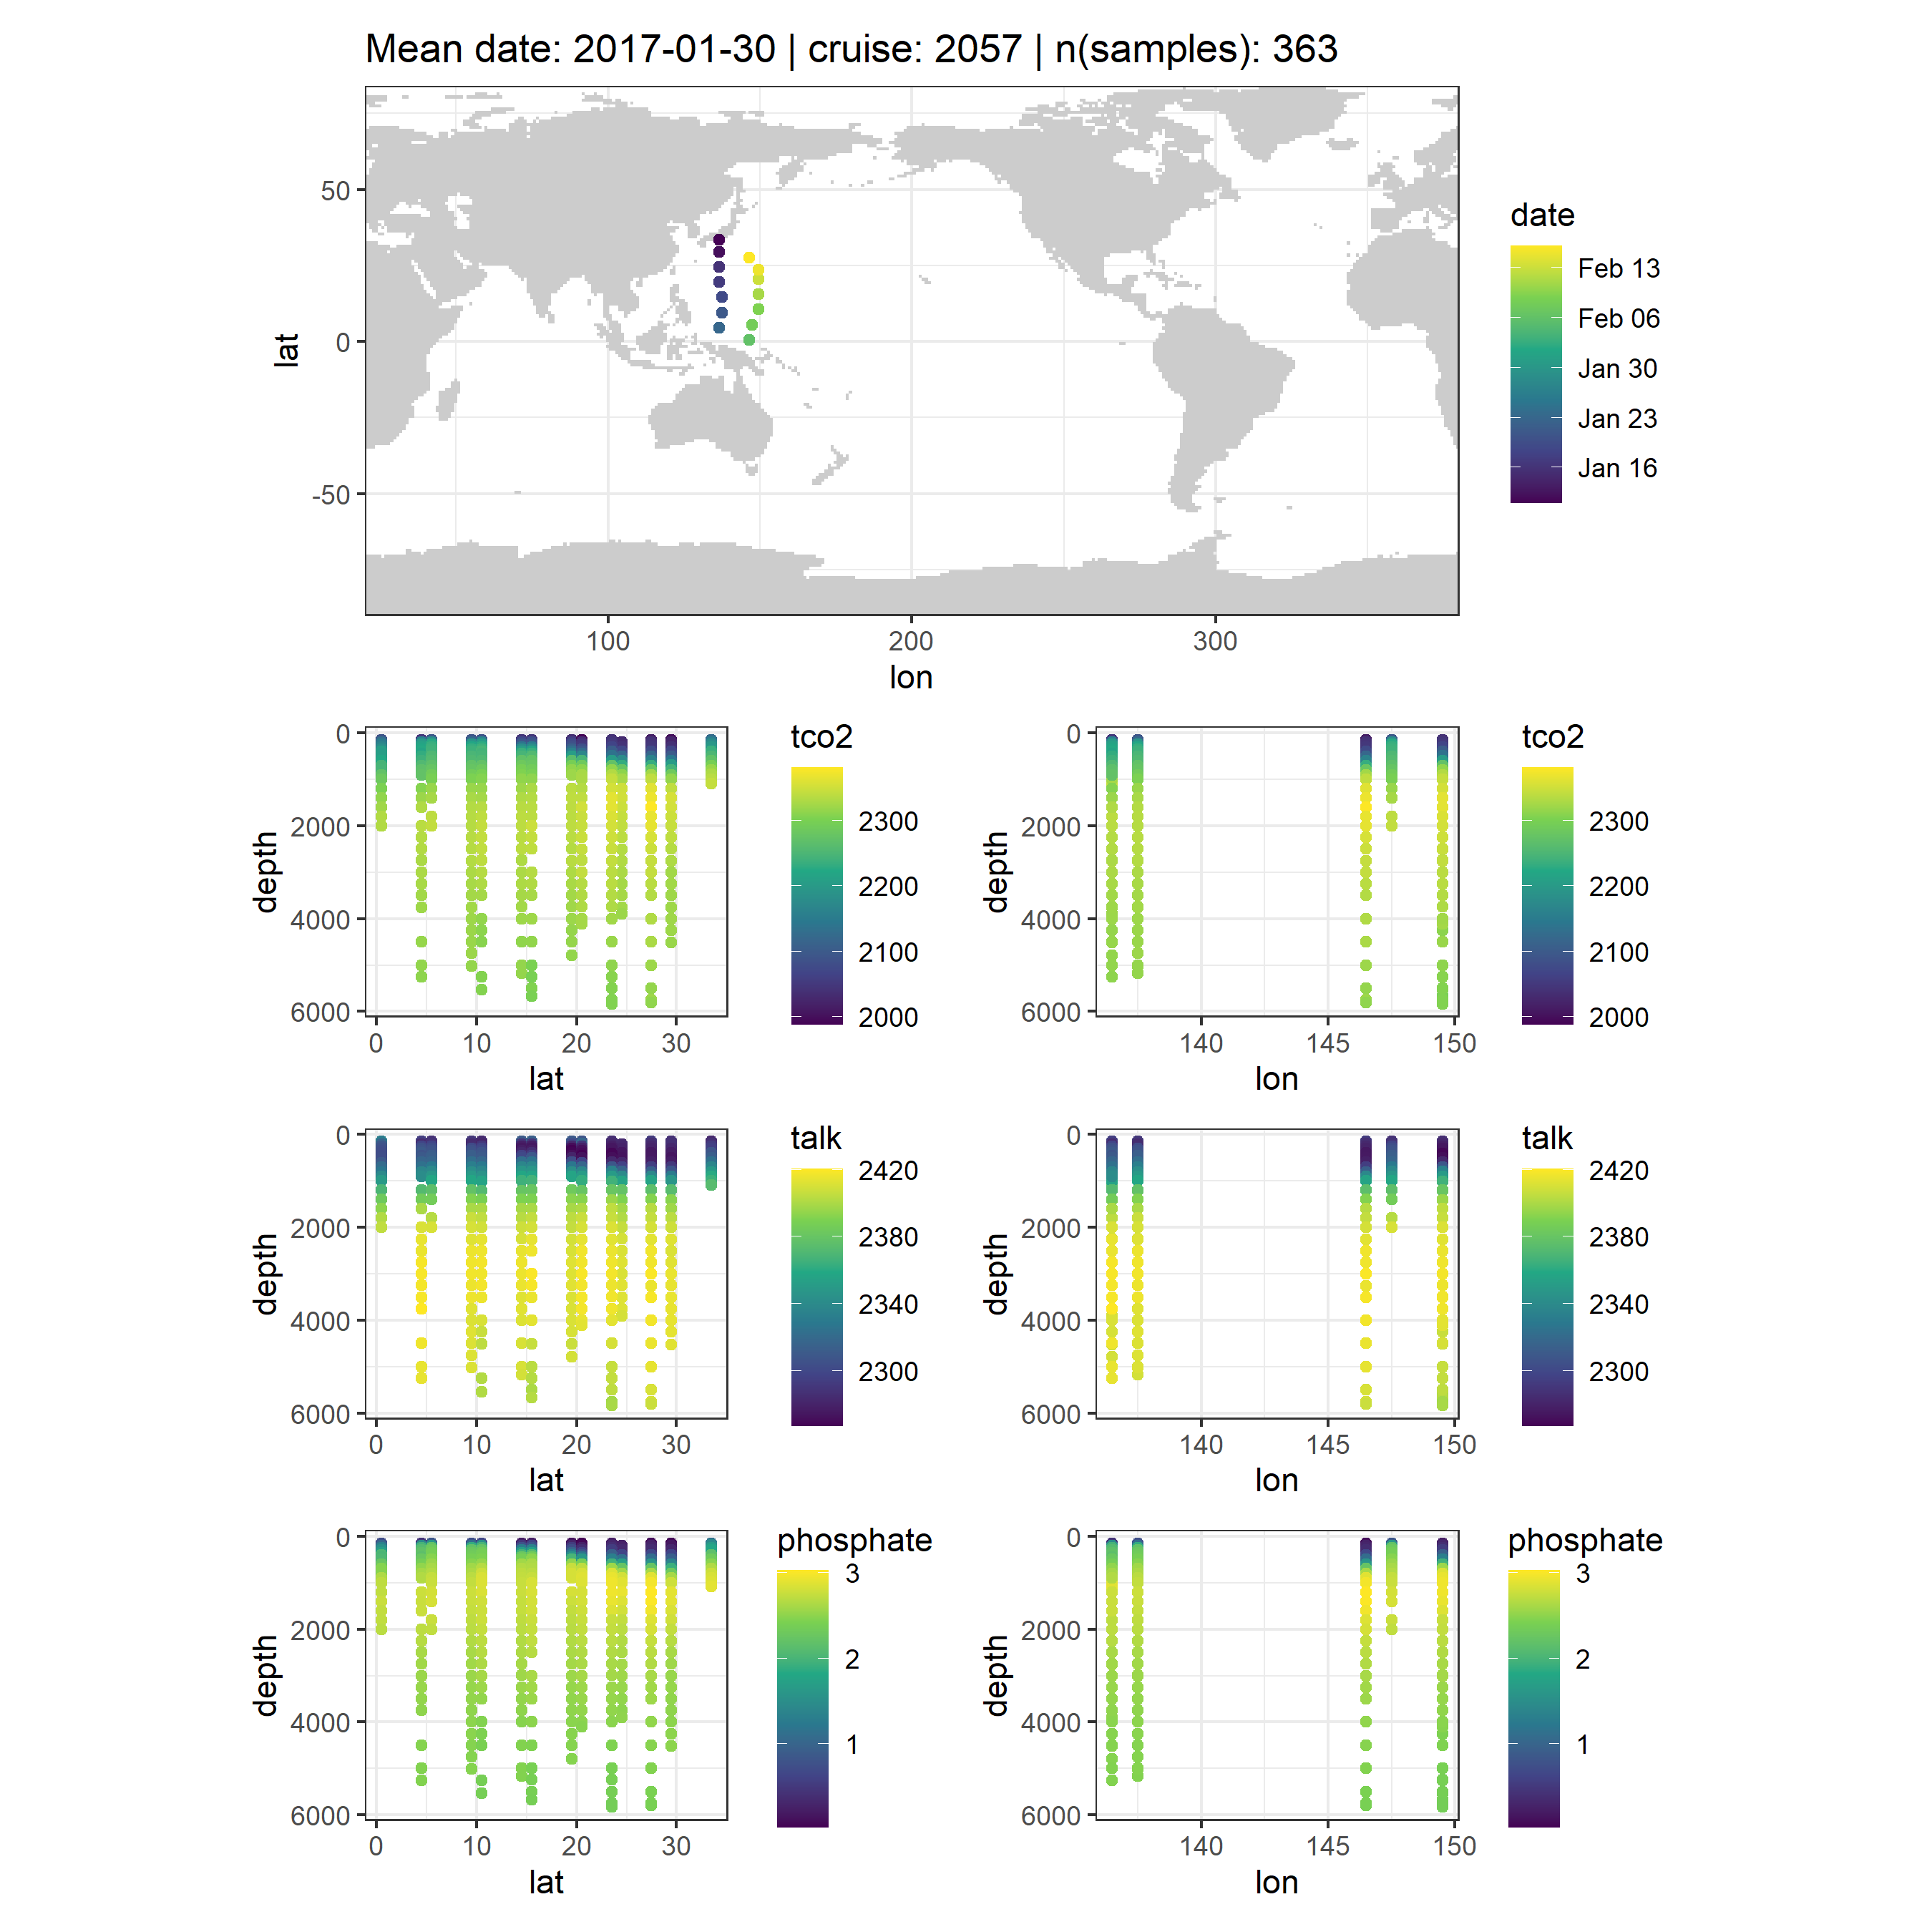 Mean date: 2017-01-30 | cruise: 2057 | n(samples): 363
lat
50
0
-50
100
200
300
lon
date
Feb 13
Feb 06
Jan 30
Jan 23
Jan 16
depth
0
2000
4000
6000
0
10
20
30
lat
tco2
2300
2200
2100
2000
depth
0
2000
4000
6000
140
145
150
lon
tco2
2300
2200
2100
2000
depth
0
2000
4000
6000
0
10
20
30
lat
talk
2420
2380
2340
2300
depth
0
2000
4000
6000
140
145
150
lon
talk
2420
2380
2340
2300
depth
0
2000
4000
6000
0
10
20
30
lat
phosphate
3
2
1
depth
0
2000
4000
6000
140
145
150
lon
phosphate
3
2
1